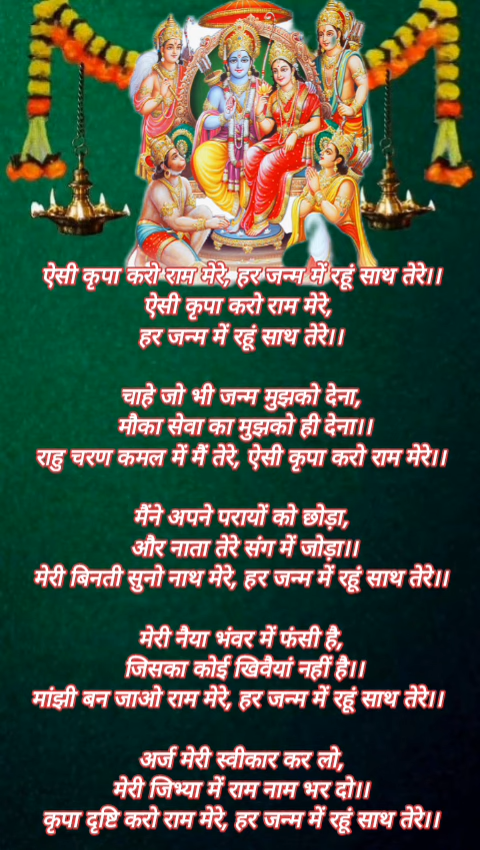 ऐसी कृपा करो राम मेरे, हर जन्म में रहूं साथ तेरे।।
ऐसी कृपा करो राम मेरे,
हर जन्म में रहूं साथ तेरे।।
चाहे जो भी जन्म मुझको देना,
मौका सेवा का मुझको ही देना।।
राहु चरण कमल में मैं तेरे, ऐसी कृपा करो राम मेरे।।
मैंने अपने परायों को छोड़ा,
और नाता तेरे संग में जोड़ा।।
मेरी बिनती सुनो नाथ मेरे, हर जन्म में रहूं साथ तेरे।।
मेरी नैया भंवर में फंसी है,
जिसका कोई खिवैयां नहीं है।।
मांझी बन जाओ राम मेरे, हर जन्म में रहूं साथ तेरे।।
अर्ज मेरी स्वीकार कर लो,
मेरी जिभ्या में राम नाम भर दो।।
कृपा दृष्टि करो राम मेरे, हर जन्म में रहूं साथ तेरे।।